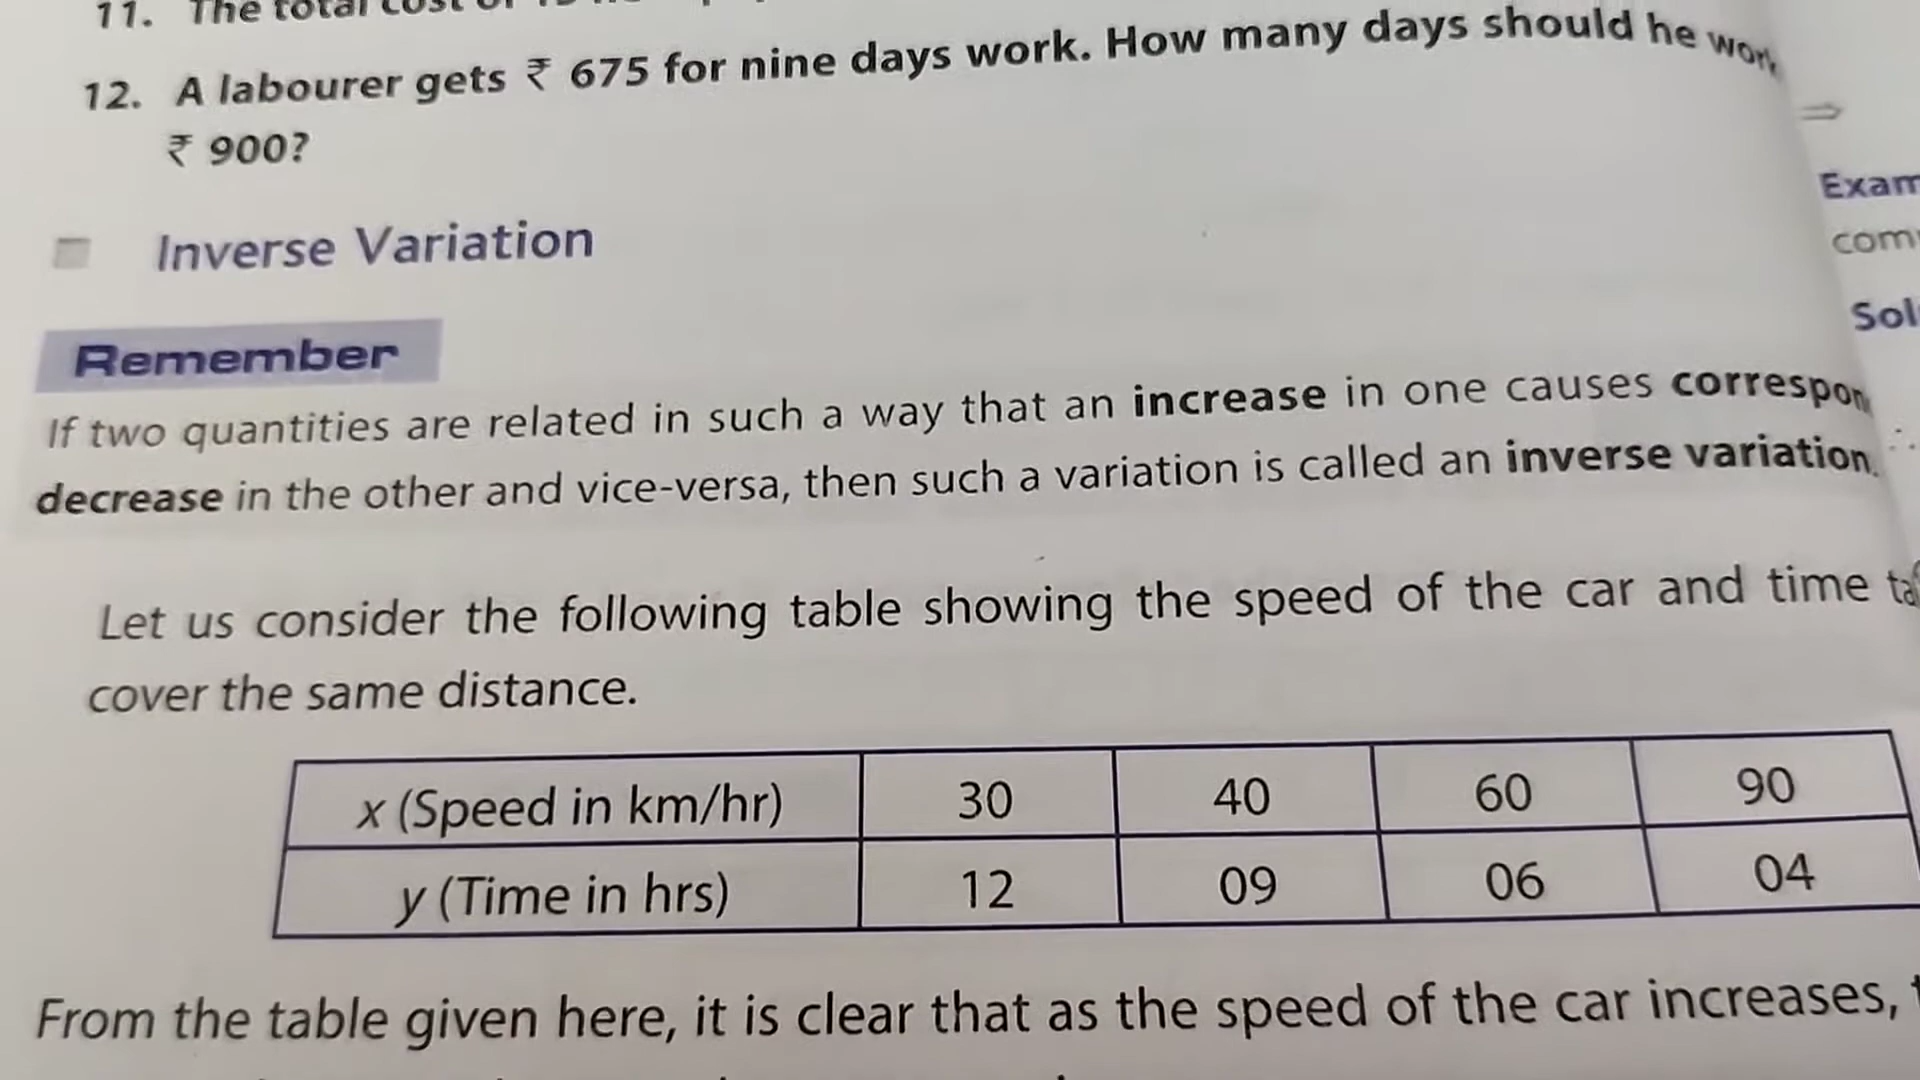 11. The total cost of
12. A labourer gets ₹ 675 for nine days work. How many days should he work
₹ 900?
Inverse Variation
Remember
If two quantities are related in such a way that an increase in one causes
decrease in the other and vice-versa, then such a variation is called an inverse variation.
Let us consider the following table showing the speed of the car and time
cover the same distance.
x (Speed in km/hr) 30 40 60 90
y (Time in hrs) 12 09 06 04
From the table given here, it is clear that as the speed of the car increases,
⇒
∴